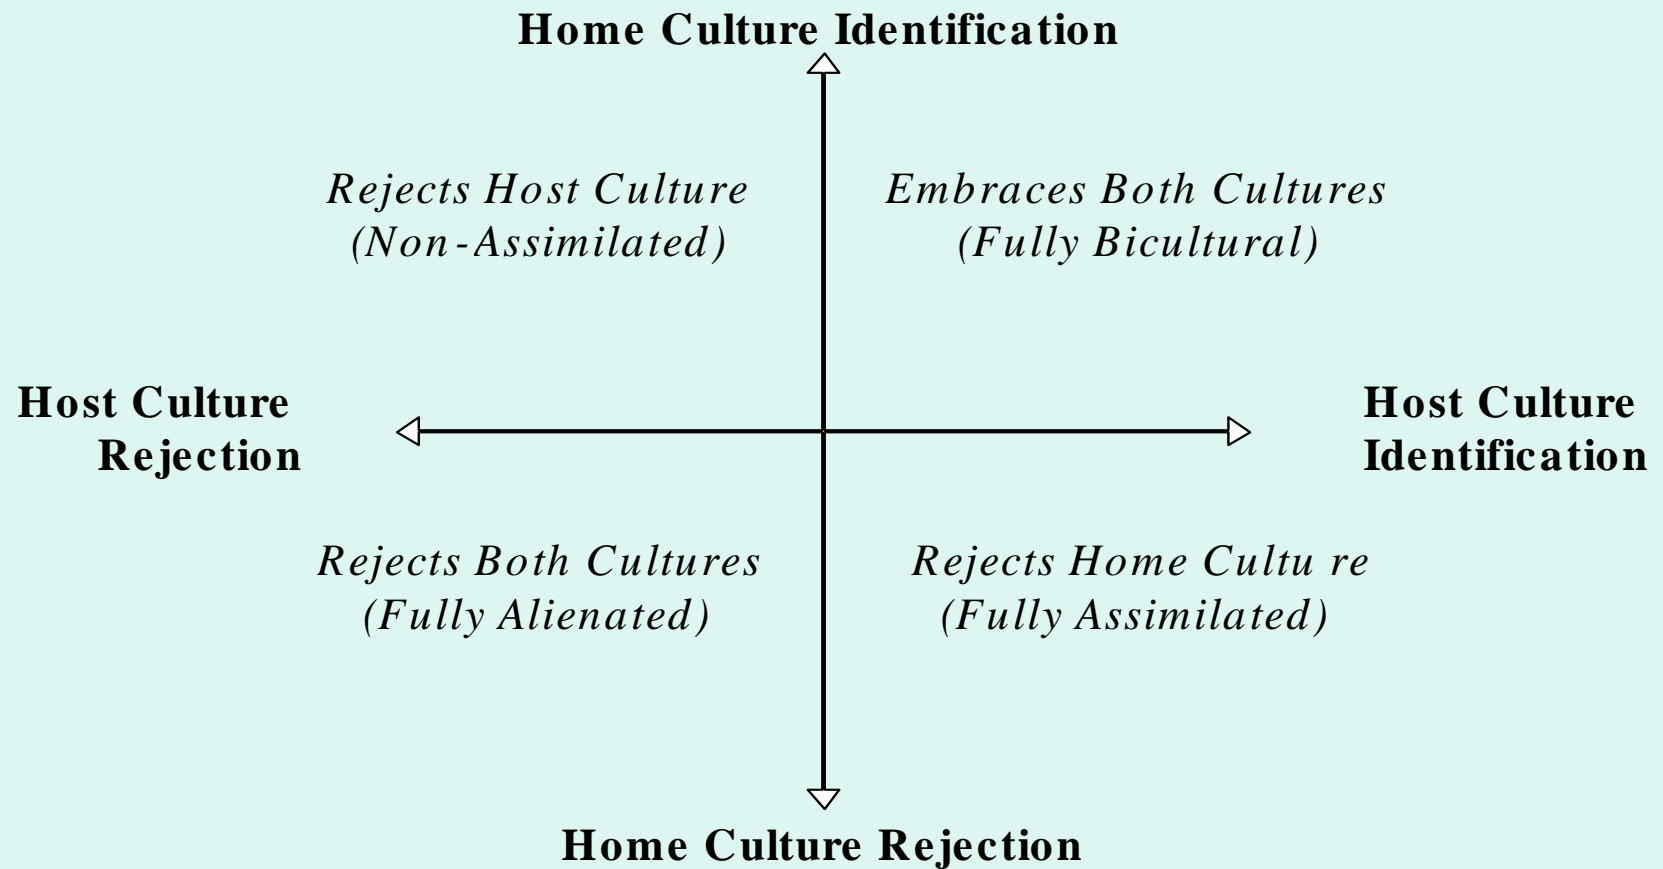 Home Culture Identification
Rejects Host Culture
(Non-Assimilated)
Embraces Both Cultures
(Fully Bicultural)
Host Culture
Rejection
Host Culture
Identification
Rejects Both Cultures
(Fully Alienated)
Rejects Home Cultu re
(Fully Assimilated)
Home Culture Rejection